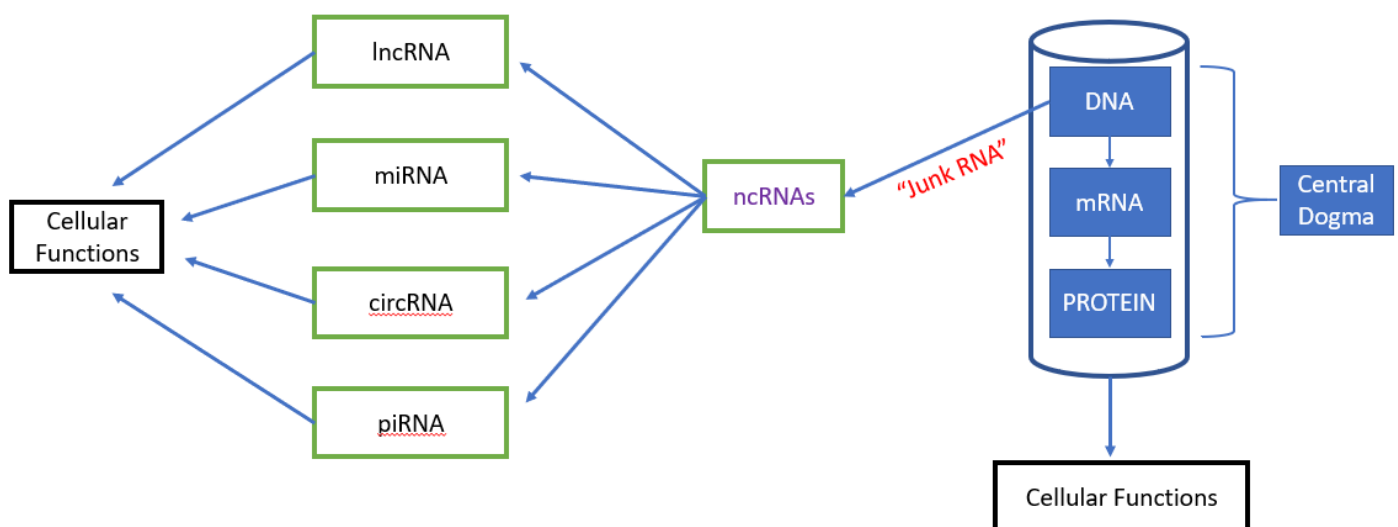 lncRNA
miRNA
circRNA
piRNA
Cellular
Functions
ncRNAs
“Junk RNA”
DNA
mRNA
PROTEIN
Central
Dogma
Cellular Functions